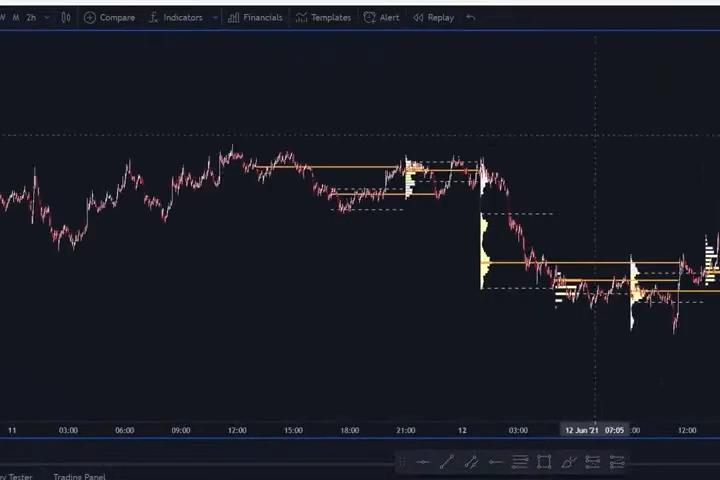 W M 2h Compare Indicators Financials Templates Alert Replay
11 03:00 06:00 09:00 12:00 15:00 18:00 21:00 12 03:00 12 Jun '21 07:05 :00 12:00
y Tester Trading Panel